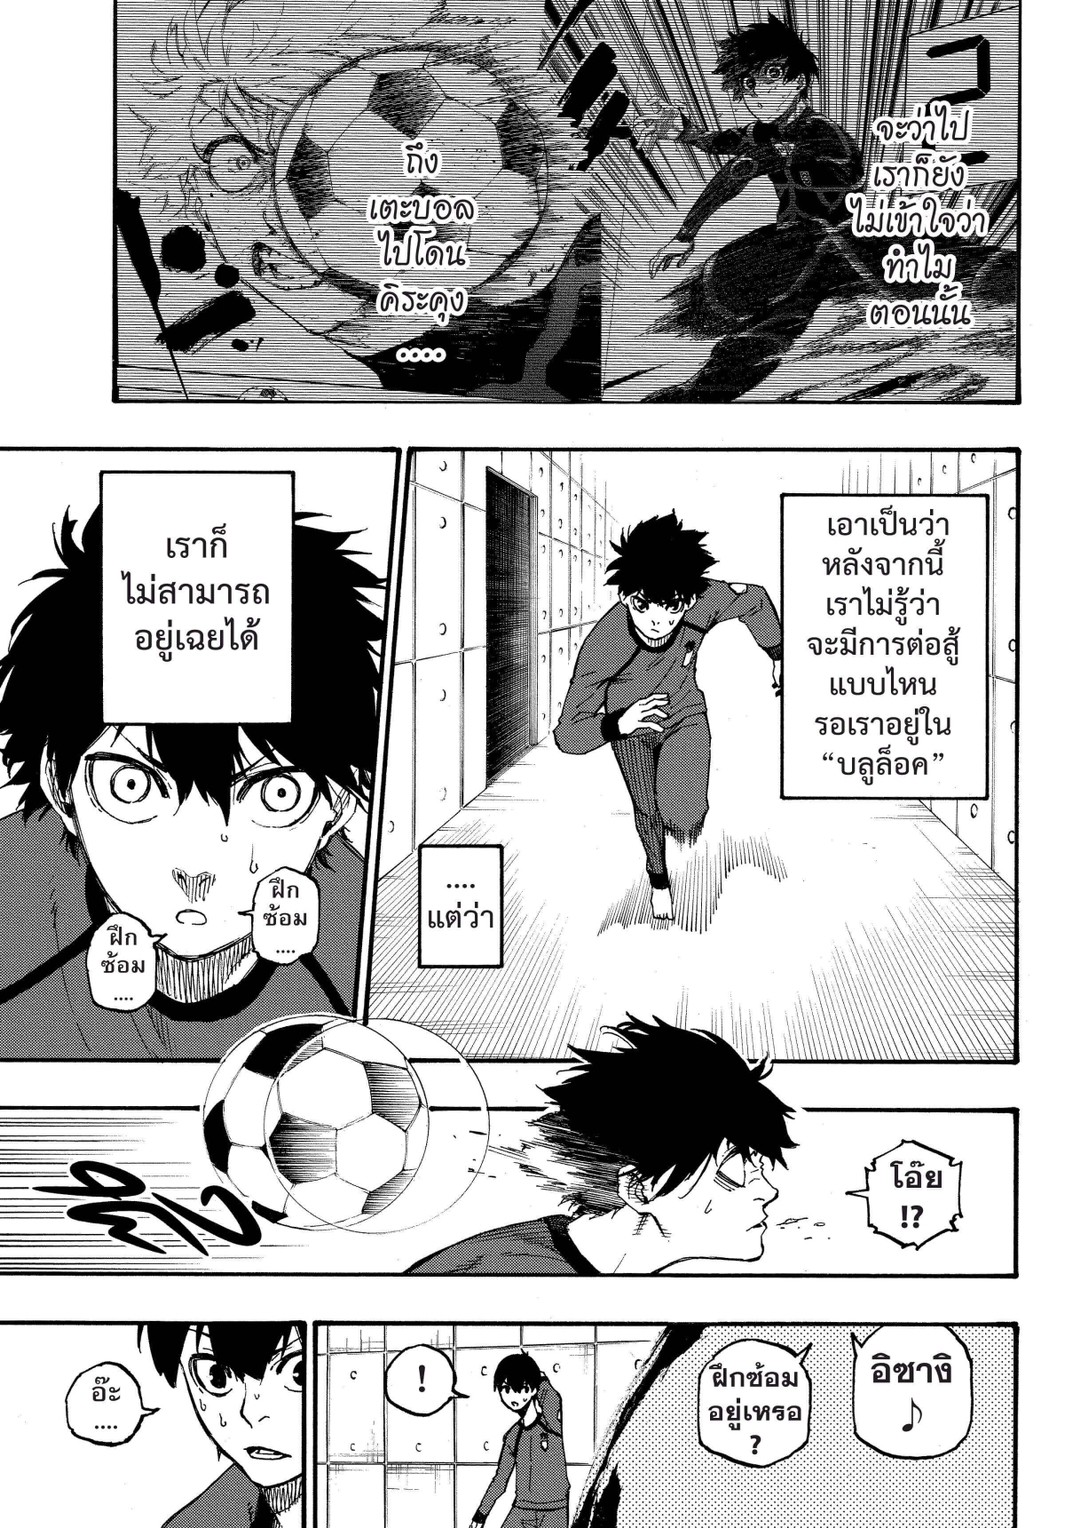 จะว่าไป
เราก็ยัง
ไม่เข้าใจว่า
ทำไม
ตอนนั้น
ถึง
เตะบอล
ไปโดน
คิระคุง
....
เอาเป็นว่า
หลังจากนี้
เราไม่รู้ว่า
จะมีการต่อสู้
แบบไหน
รอเราอยู่ใน
“บลูล็อค”
....
แต่ว่า
เราก็
ไม่สามารถ
อยู่เฉยได้
ฝึก
ซ้อม
....
ฝึก
ซ้อม
....
โอ๊ย
!?
อิซางิ
♪
ฝึกซ้อม
อยู่เหรอ
?
!
อ๊ะ
....